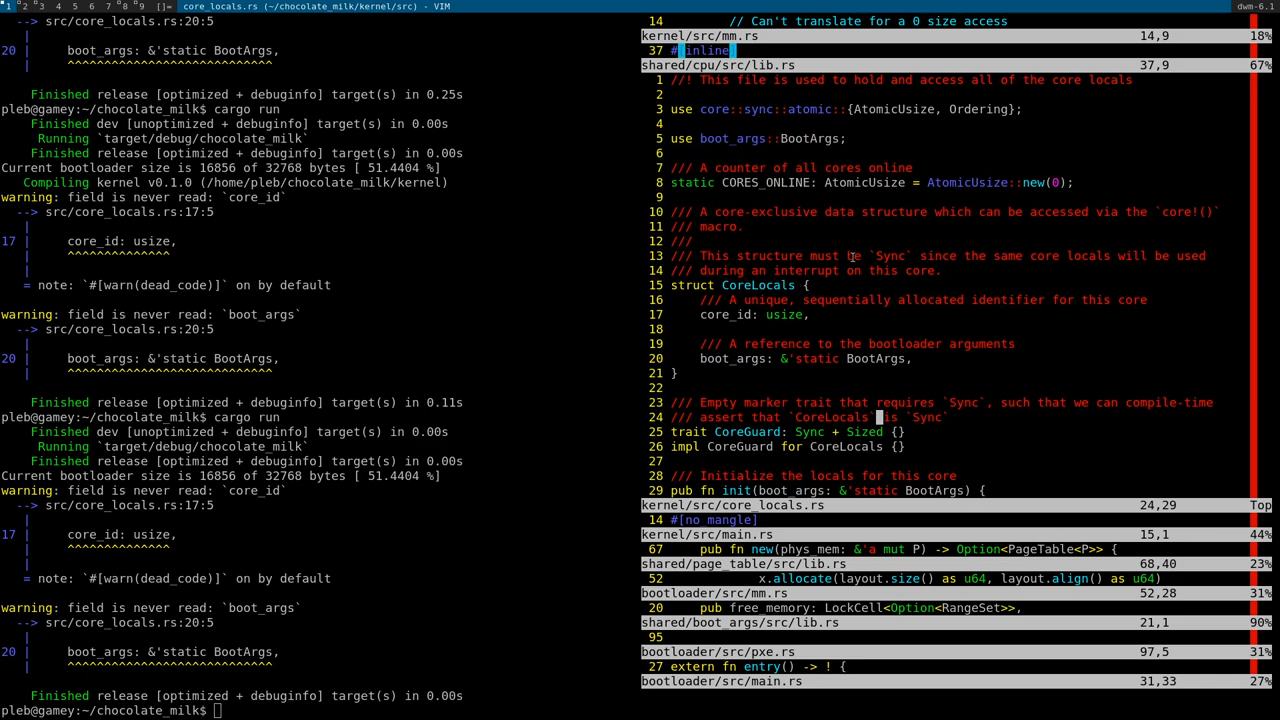 1 2 3 4 5 6 7 8 9 []= core_locals.rs (~/chocolate_milk/kernel/src) - VIM dwm-6.1
--> src/core_locals.rs:20:5
|
20 | boot_args: &'static BootArgs,
| ^^^^^^^^^^^^^^^^^^^^^^^^^^^^
Finished release [optimized + debuginfo] target(s) in 0.25s
pleb@gamey:~/chocolate_milk$ cargo run
Finished dev [unoptimized + debuginfo] target(s) in 0.00s
Running `target/debug/chocolate_milk`
Finished release [optimized + debuginfo] target(s) in 0.00s
Current bootloader size is 16856 of 32768 bytes [ 51.4404 %]
Compiling kernel v0.1.0 (/home/pleb/chocolate_milk/kernel)
warning: field is never read: `core_id`
--> src/core_locals.rs:17:5
|
17 | core_id: usize,
| ^^^^^^^^^^^^^^
|
= note: `#[warn(dead_code)]` on by default
warning: field is never read: `boot_args`
--> src/core_locals.rs:20:5
|
20 | boot_args: &'static BootArgs,
| ^^^^^^^^^^^^^^^^^^^^^^^^^^^^
Finished release [optimized + debuginfo] target(s) in 0.11s
pleb@gamey:~/chocolate_milk$ cargo run
Finished dev [unoptimized + debuginfo] target(s) in 0.00s
Running `target/debug/chocolate_milk`
Finished release [optimized + debuginfo] target(s) in 0.00s
Current bootloader size is 16856 of 32768 bytes [ 51.4404 %]
warning: field is never read: `core_id`
--> src/core_locals.rs:17:5
|
17 | core_id: usize,
| ^^^^^^^^^^^^^^
|
= note: `#[warn(dead_code)]` on by default
warning: field is never read: `boot_args`
--> src/core_locals.rs:20:5
|
20 | boot_args: &'static BootArgs,
| ^^^^^^^^^^^^^^^^^^^^^^^^^^^^
Finished release [optimized + debuginfo] target(s) in 0.00s
pleb@gamey:~/chocolate_milk$
14 // Can't translate for a 0 size access
kernel/src/mm.rs 14,9 18%
37 #[inline]
shared/cpu/src/lib.rs 37,9 67%
1 //! This file is used to hold and access all of the core locals
2
3 use core::sync::atomic::{AtomicUsize, Ordering};
4
5 use boot_args::BootArgs;
6
7 /// A counter of all cores online
8 static CORES_ONLINE: AtomicUsize = AtomicUsize::new(0);
9
10 /// A core-exclusive data structure which can be accessed via the `core!()`
11 /// macro.
12 ///
13 /// This structure must be `Sync` since the same core locals will be used
14 /// during an interrupt on this core.
15 struct CoreLocals {
16 /// A unique, sequentially allocated identifier for this core
17 core_id: usize,
18
19 /// A reference to the bootloader arguments
20 boot_args: &'static BootArgs,
21 }
22
23 /// Empty marker trait that requires `Sync`, such that we can compile-time
24 /// assert that `CoreLocals` is `Sync`
25 trait CoreGuard: Sync + Sized {}
26 impl CoreGuard for CoreLocals {}
27
28 /// Initialize the locals for this core
29 pub fn init(boot_args: &'static BootArgs) {
kernel/src/core_locals.rs 24,29 Top
14 #[no_mangle]
kernel/src/main.rs 15,1 44%
67 pub fn new(phys_mem: &'a mut P) -> Option<PageTable<P>> {
shared/page_table/src/lib.rs 68,40 23%
52 x.allocate(layout.size() as u64, layout.align() as u64)
bootloader/src/mm.rs 52,28 31%
20 pub free_memory: LockCell<Option<RangeSet>>,
shared/boot_args/src/lib.rs 21,1 90%
95
bootloader/src/pxe.rs 97,5 31%
27 extern fn entry() -> ! {
bootloader/src/main.rs 31,33 27%